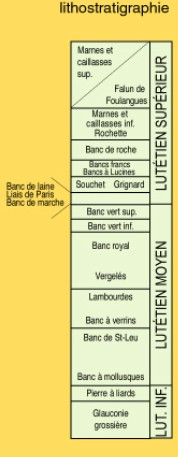 lithostratigraphie
Marnes et
caillasses
sup.
Falun de
Foulangues
Marnes et
caillasses inf.
Rochette
Banc de roche
Bancs francs
Bancs à Lucines
Souchet Grignard
Banc de laine
Liais de Paris
Banc de marche
Banc vert sup.
Banc vert inf.
Banc royal
Vergelés
Lambourdes
Banc à verrins
Banc de St-Leu
Banc à mollusques
Pierre à liards
Glauconie
grossière
LUTÉTIEN SUPÉRIEUR
LUTÉTIEN MOYEN
LUT. INF.